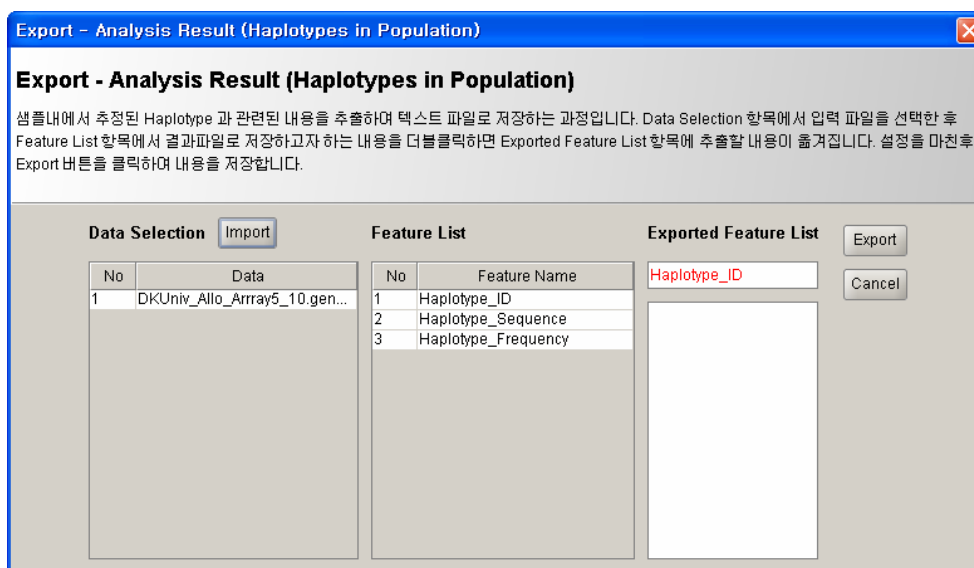 Export - Analysis Result (Haplotypes in Population)
Export - Analysis Result (Haplotypes in Population)
샘플내에서 추정된 Haplotype 과 관련된 내용을 추출하여 텍스트 파일로 저장하는 과정입니다. Data Selection 항목에서 입력 파일을 선택한 후
Feature List 항목에서 결과파일로 저장하고자 하는 내용을 더블클릭하면 Exported Feature List 항목에 추출할 내용이 옮겨집니다. 설정을 마친후
Export 버튼을 클릭하여 내용을 저장합니다.
Data Selection Import Feature List Exported Feature List Export
No Data No Feature Name Haplotype_ID Cancel
1 DKUniv_Allo_Arrray5_10.gen... 1 Haplotype_ID
2 Haplotype_Sequence
3 Haplotype_Frequency